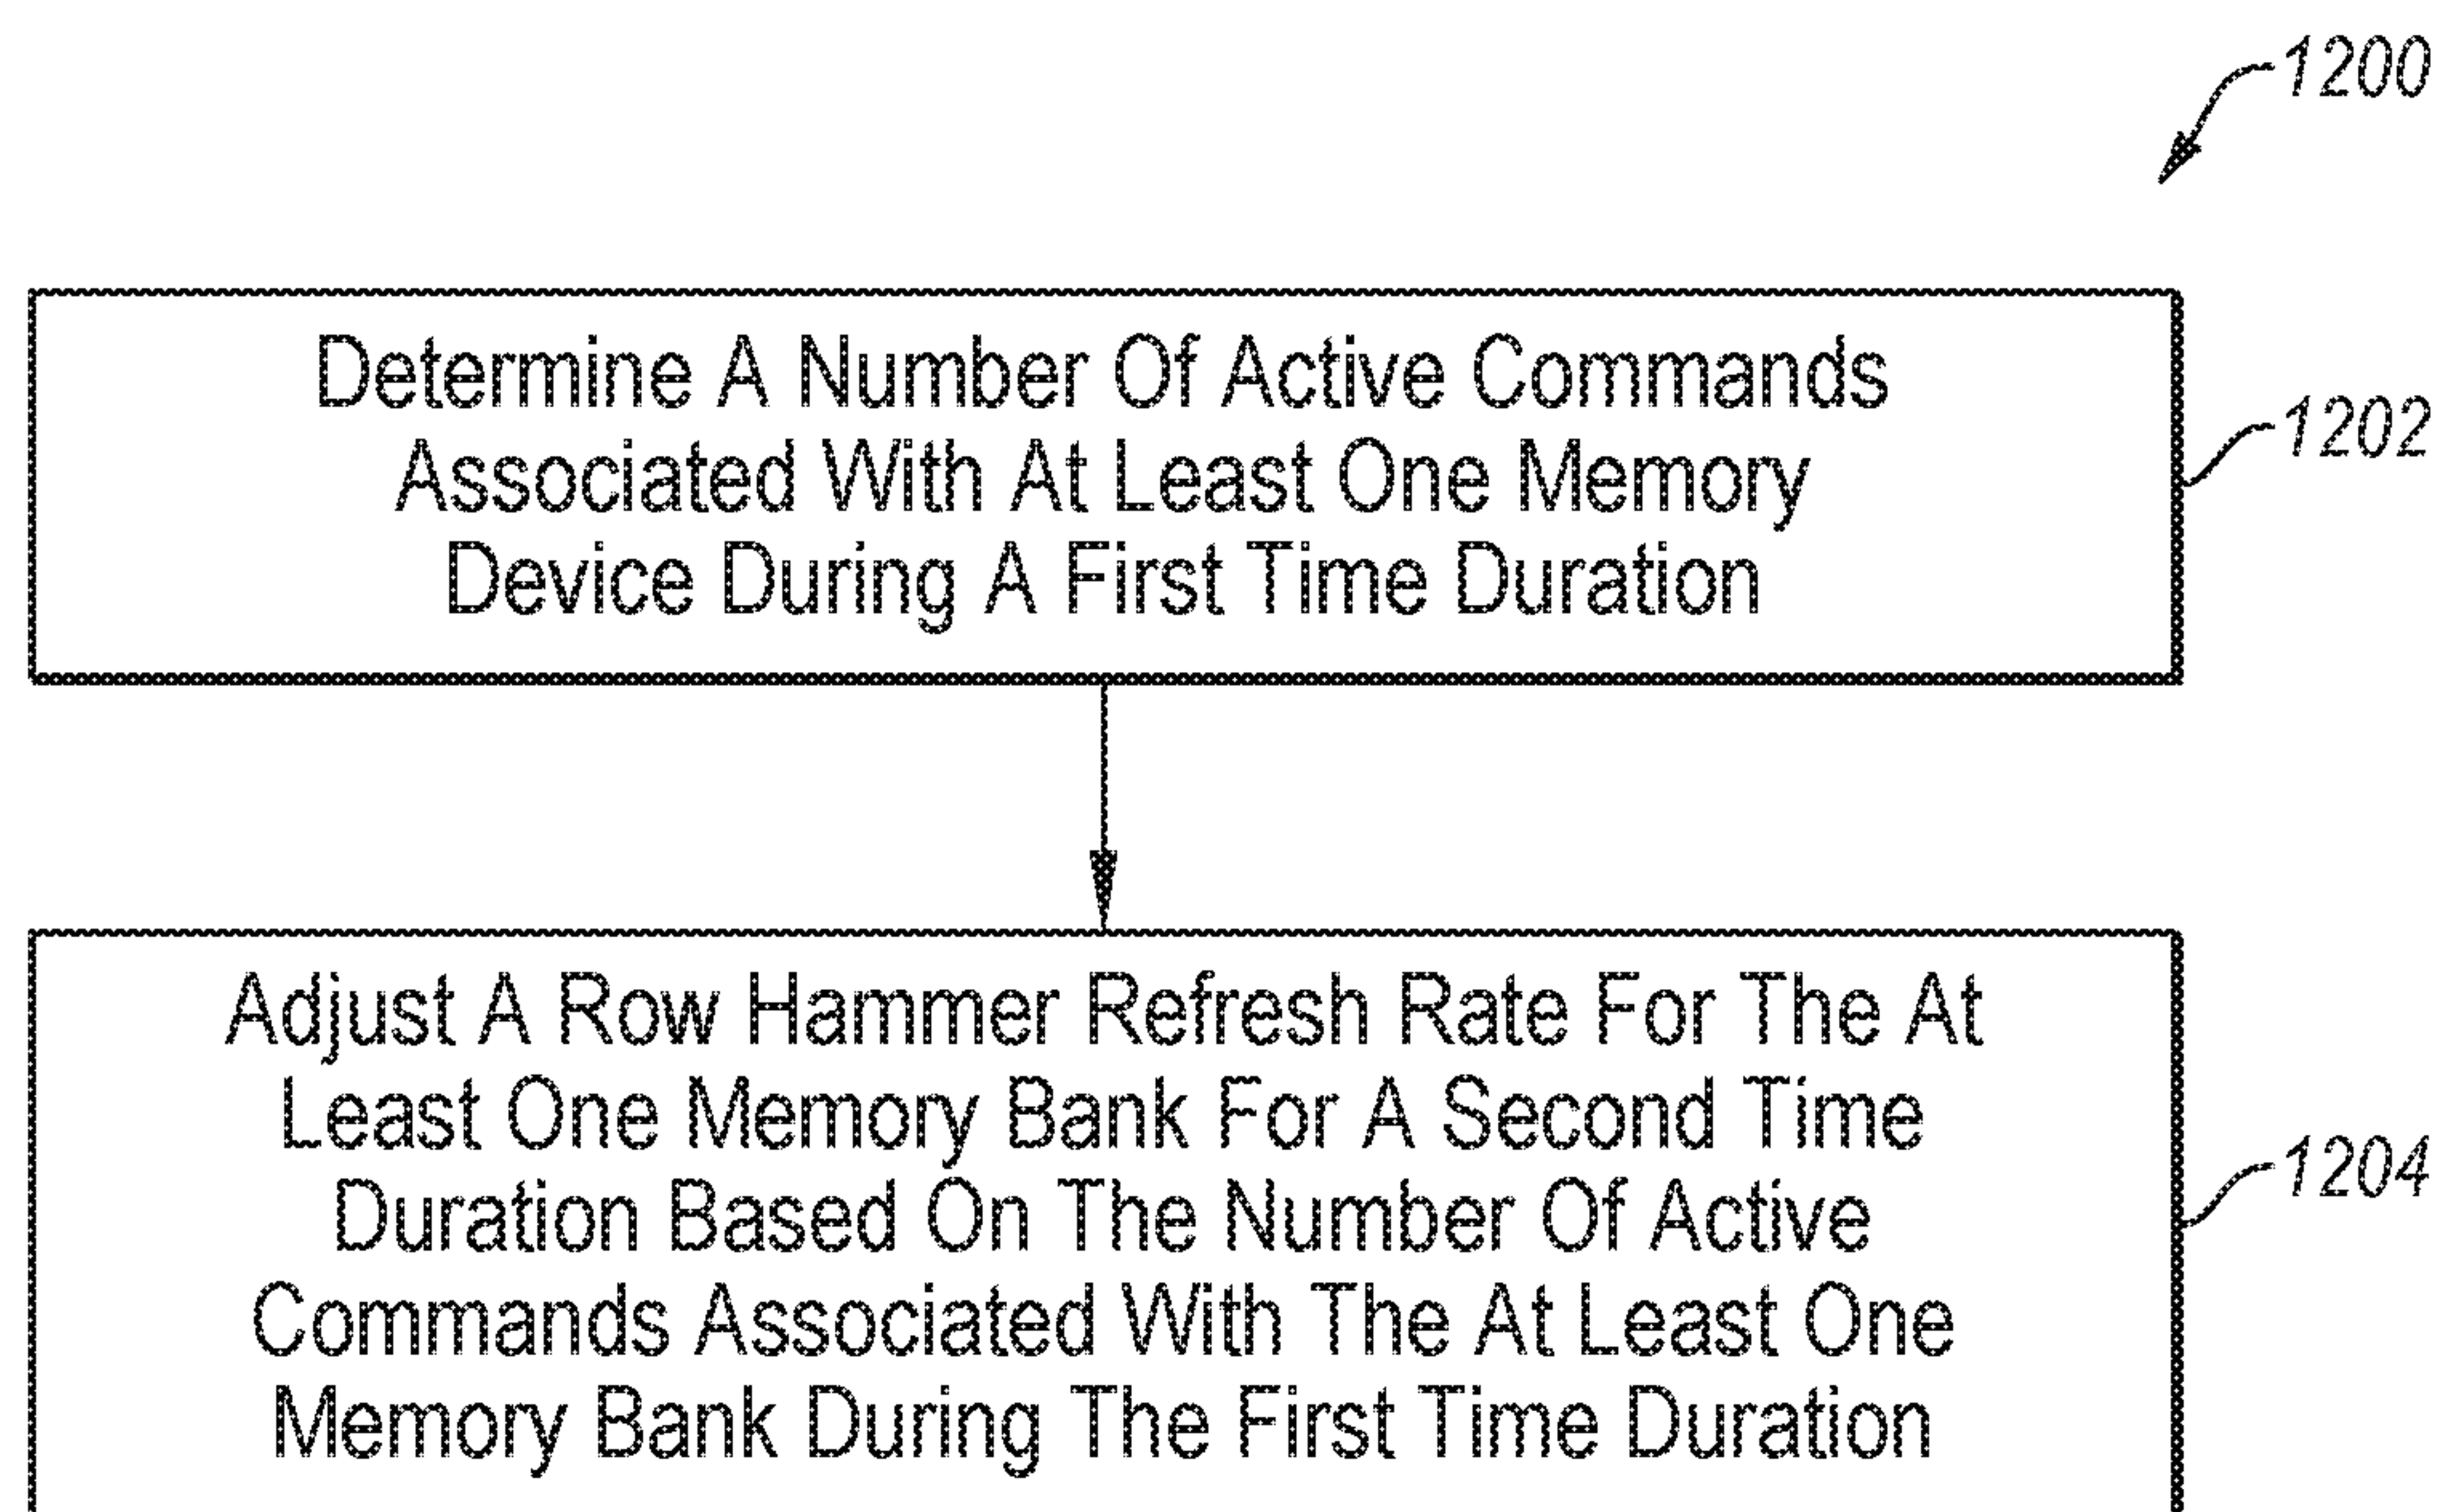 1200
Determine A Number Of Active Commands
Associated With At Least One Memory
Device During A First Time Duration
1202
Adjust A Row Hammer Refresh Rate For The At
Least One Memory Bank For A Second Time
Duration Based On The Number Of Active
Commands Associated With The At Least One
Memory Bank During The First Time Duration
1204